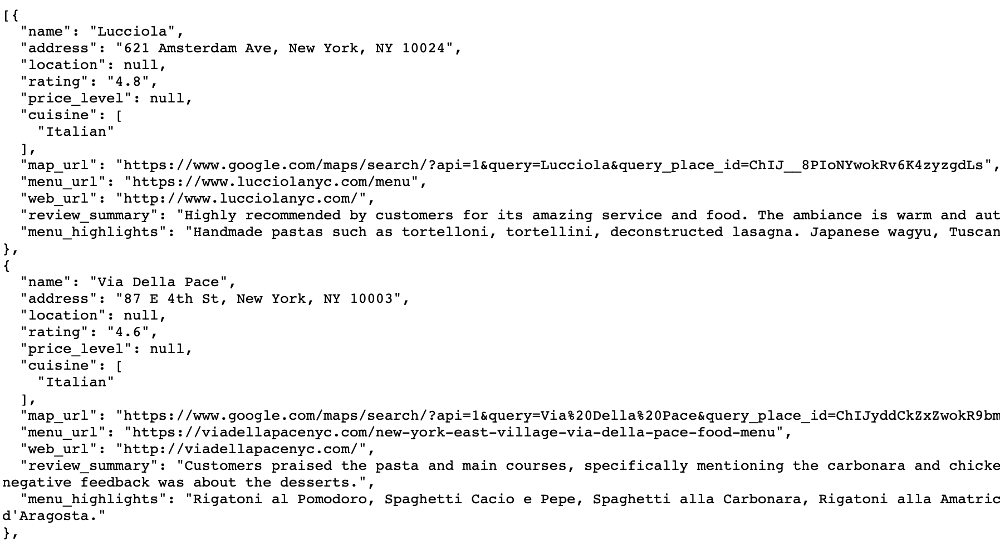 [{
  "name": "Lucciola",
  "address": "621 Amsterdam Ave, New York, NY 10024",
  "location": null,
  "rating": "4.8",
  "price_level": null,
  "cuisine": [
    "Italian"
  ],
  "map_url": "https://www.google.com/maps/search/?api=1&query=Lucciola&query_place_id=ChIJ__8PIoNYwokRv6K4zyzgdLs",
  "menu_url": "https://www.lucciolanyc.com/menu",
  "web_url": "http://www.lucciolanyc.com/",
  "review_summary": "Highly recommended by customers for its amazing service and food. The ambiance is warm and aut
  "menu_highlights": "Handmade pastas such as tortelloni, tortellini, deconstructed lasagna. Japanese wagyu, Tuscan
},
{
  "name": "Via Della Pace",
  "address": "87 E 4th St, New York, NY 10003",
  "location": null,
  "rating": "4.6",
  "price_level": null,
  "cuisine": [
    "Italian"
  ],
  "map_url": "https://www.google.com/maps/search/?api=1&query=Via%20Della%20Pace&query_place_id=ChIJyddCkZxZwokR9bm
  "menu_url": "https://viadellapacenyc.com/new-york-east-village-via-della-pace-food-menu",
  "web_url": "http://viadellapacenyc.com/",
  "review_summary": "Customers praised the pasta and main courses, specifically mentioning the carbonara and chicke
negative feedback was about the desserts.",
  "menu_highlights": "Rigatoni al Pomodoro, Spaghetti Cacio e Pepe, Spaghetti alla Carbonara, Rigatoni alla Amatric
d'Aragosta."
},